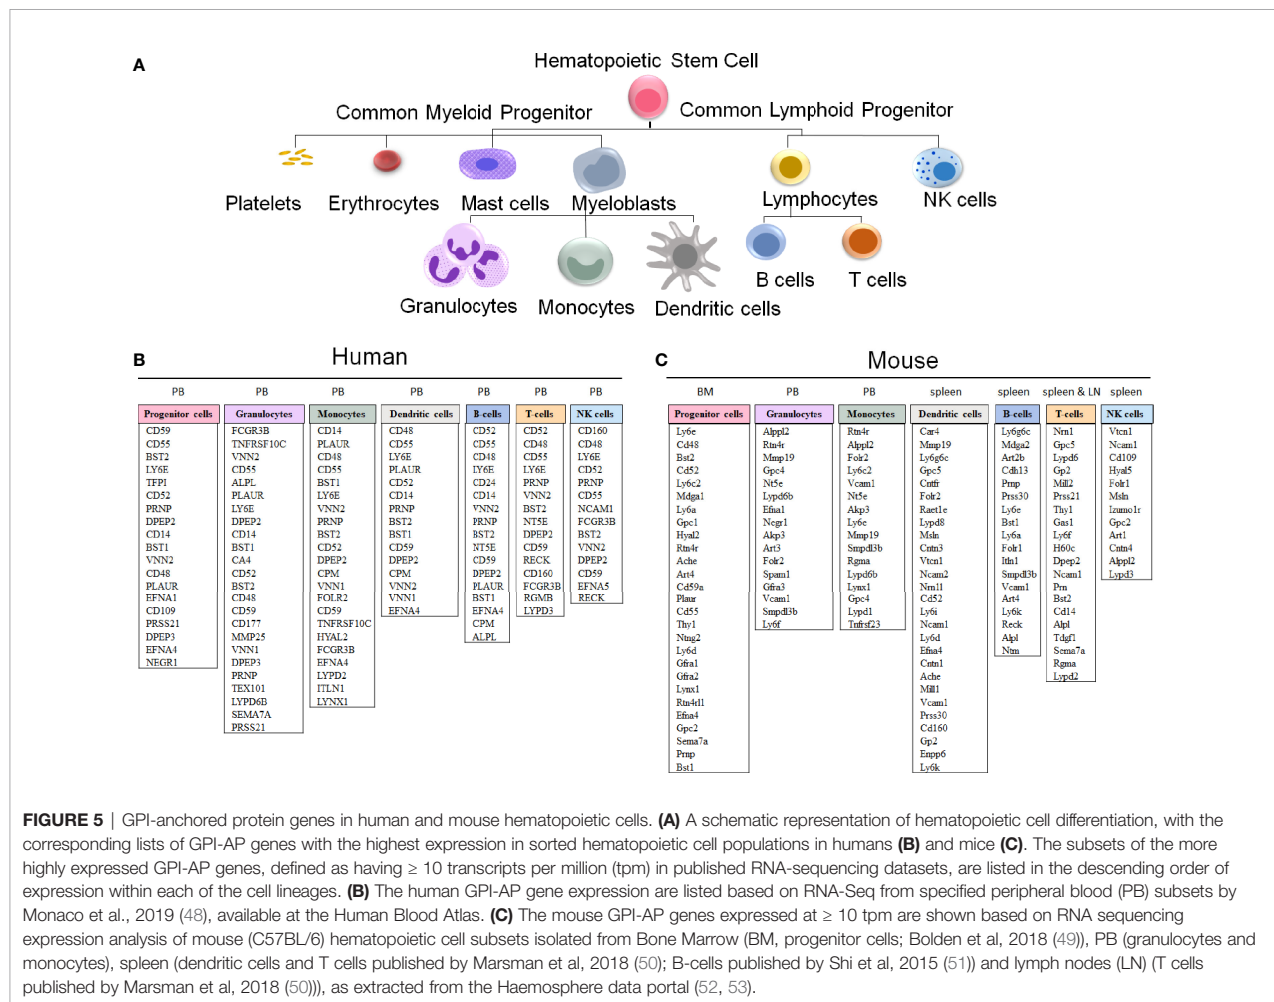 A
Hematopoietic Stem Cell
Common Myeloid Progenitor
Common Lymphoid Progenitor
Platelets
Erythrocytes
Mast cells
Myeloblasts
Lymphocytes
NK cells
Granulocytes
Monocytes
Dendritic cells
B cells
T cells
B
Human
PB
Progenitor cells
CD59
CD55
BST2
LY6E
TFPI
CD52
PRNP
DPEP2
CD14
BST1
VNN2
CD48
PLAUR
EFNA1
CD109
PRSS21
DPEP3
EFNA4
NEGR1
PB
Granulocytes
FCGR3B
TNFRSF10C
VNN2
CD55
ALPL
PLAUR
LY6E
DPEP2
CD14
BST1
CA4
CD52
BST2
CD48
CD59
CD177
MMP25
VNN1
DPEP3
PRNP
TEX101
LYPD6B
SEMA7A
PRSS21
PB
Monocytes
CD14
PLAUR
CD48
CD55
BST1
LY6E
VNN2
PRNP
BST2
CD52
DPEP2
CPM
VNN1
FOLR2
CD59
TNFRSF10C
HYAL2
FCGR3B
EFNA4
LYPD2
ITLN1
LYNX1
PB
Dendritic cells
CD48
CD55
LY6E
PLAUR
CD52
CD14
PRNP
BST2
BST1
CD59
DPEP2
CPM
VNN2
VNN1
EFNA4
PB
B-cells
CD52
CD55
CD48
LY6E
CD24
CD14
VNN2
PRNP
BST2
NT5E
CD59
DPEP2
PLAUR
BST1
EFNA4
CPM
ALPL
PB
T-cells
CD52
CD48
CD55
LY6E
PRNP
VNN2
BST2
NT5E
DPEP2
CD59
RECK
CD160
FCGR3B
RGMB
LYPD3
PB
NK cells
CD160
CD48
LY6E
CD52
PRNP
CD55
NCAM1
FCGR3B
BST2
VNN2
DPEP2
CD59
EFNA5
RECK
C
Mouse
BM
Progenitor cells
Ly6e
Cd48
Bst2
Cd52
Ly6c2
Mdga1
Ly6a
Gpc1
Hyal2
Rtn4r
Ache
Art4
Cd59a
Plaur
Cd55
Thy1
Ntng2
Ly6d
Gfra1
Gfra2
Lynx1
Rtn4rl1
Efna4
Gpc2
Sema7a
Prnp
Bst1
PB
Granulocytes
Alppl2
Rtn4r
Mmp19
Gpc4
Nt5e
Lypd6b
Efna1
Negr1
Akp3
Art3
Folr2
Spam1
Gfra3
Vcam1
Smpdl3b
Ly6f
PB
Monocytes
Rtn4r
Alppl2
Folr2
Ly6c2
Vcam1
Nt5e
Akp3
Ly6e
Mmp19
Smpdl3b
Rgma
Lypd6b
Lynx1
Gpc4
Lypd1
Tnfrsf23
spleen
Dendritic cells
Car4
Mmp19
Ly6g6c
Gpc5
Cntfr
Folr2
Raet1e
Lypd8
Msln
Cntn3
Vtcn1
Ncam2
Nrn1l
Cd52
Ly6i
Ncam1
Ly6d
Efna4
Cntn1
Ache
Mill1
Vcam1
Prss30
Cd160
Gp2
Enpp6
Ly6k
spleen
B-cells
Ly6g6c
Mdga2
Art2b
Cdh13
Prnp
Prss30
Ly6e
Bst1
Ly6a
Folr1
Itln1
Smpdl3b
Vcam1
Art4
Ly6k
Reck
Alpl
Ntm
spleen & LN
T-cells
Nrn1
Gpc5
Lypd6
Gp2
Mill2
Prss21
Thy1
Gas1
Ly6f
H60c
Dpep2
Ncam1
Prn
Bst2
Cd14
Alpl
Tdgf1
Sema7a
Rgma
Lypd2
spleen
NK cells
Vtcn1
Ncam1
Cd109
Hyal5
Folr1
Msln
Izumo1r
Gpc2
Art1
Cntn4
Alppl2
Lypd3
FIGURE 5 | GPI-anchored protein genes in human and mouse hematopoietic cells. (A) A schematic representation of hematopoietic cell differentiation, with the
corresponding lists of GPI-AP genes with the highest expression in sorted hematopoietic cell populations in humans (B) and mice (C). The subsets of the more
highly expressed GPI-AP genes, defined as having ≥ 10 transcripts per million (tpm) in published RNA-sequencing datasets, are listed in the descending order of
expression within each of the cell lineages. (B) The human GPI-AP gene expression are listed based on RNA-Seq from specified peripheral blood (PB) subsets by
Monaco et al., 2019 (48), available at the Human Blood Atlas. (C) The mouse GPI-AP genes expressed at ≥ 10 tpm are shown based on RNA sequencing
expression analysis of mouse (C57BL/6) hematopoietic cell subsets isolated from Bone Marrow (BM, progenitor cells; Bolden et al, 2018 (49)), PB (granulocytes and
monocytes), spleen (dendritic cells and T cells published by Marsman et al, 2018 (50); B-cells published by Shi et al, 2015 (51)) and lymph nodes (LN) (T cells
published by Marsman et al, 2018 (50))), as extracted from the Haemosphere data portal (52, 53).